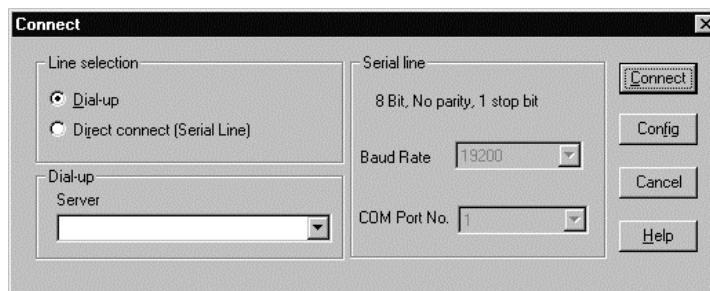 Connect
Line selection
Dial-up
Direct connect (Serial Line)
Dial-up
Server
Serial line
8 Bit, No parity, 1 stop bit
Baud Rate 19200
COM Port No. 1
Connect
Config
Cancel
Help